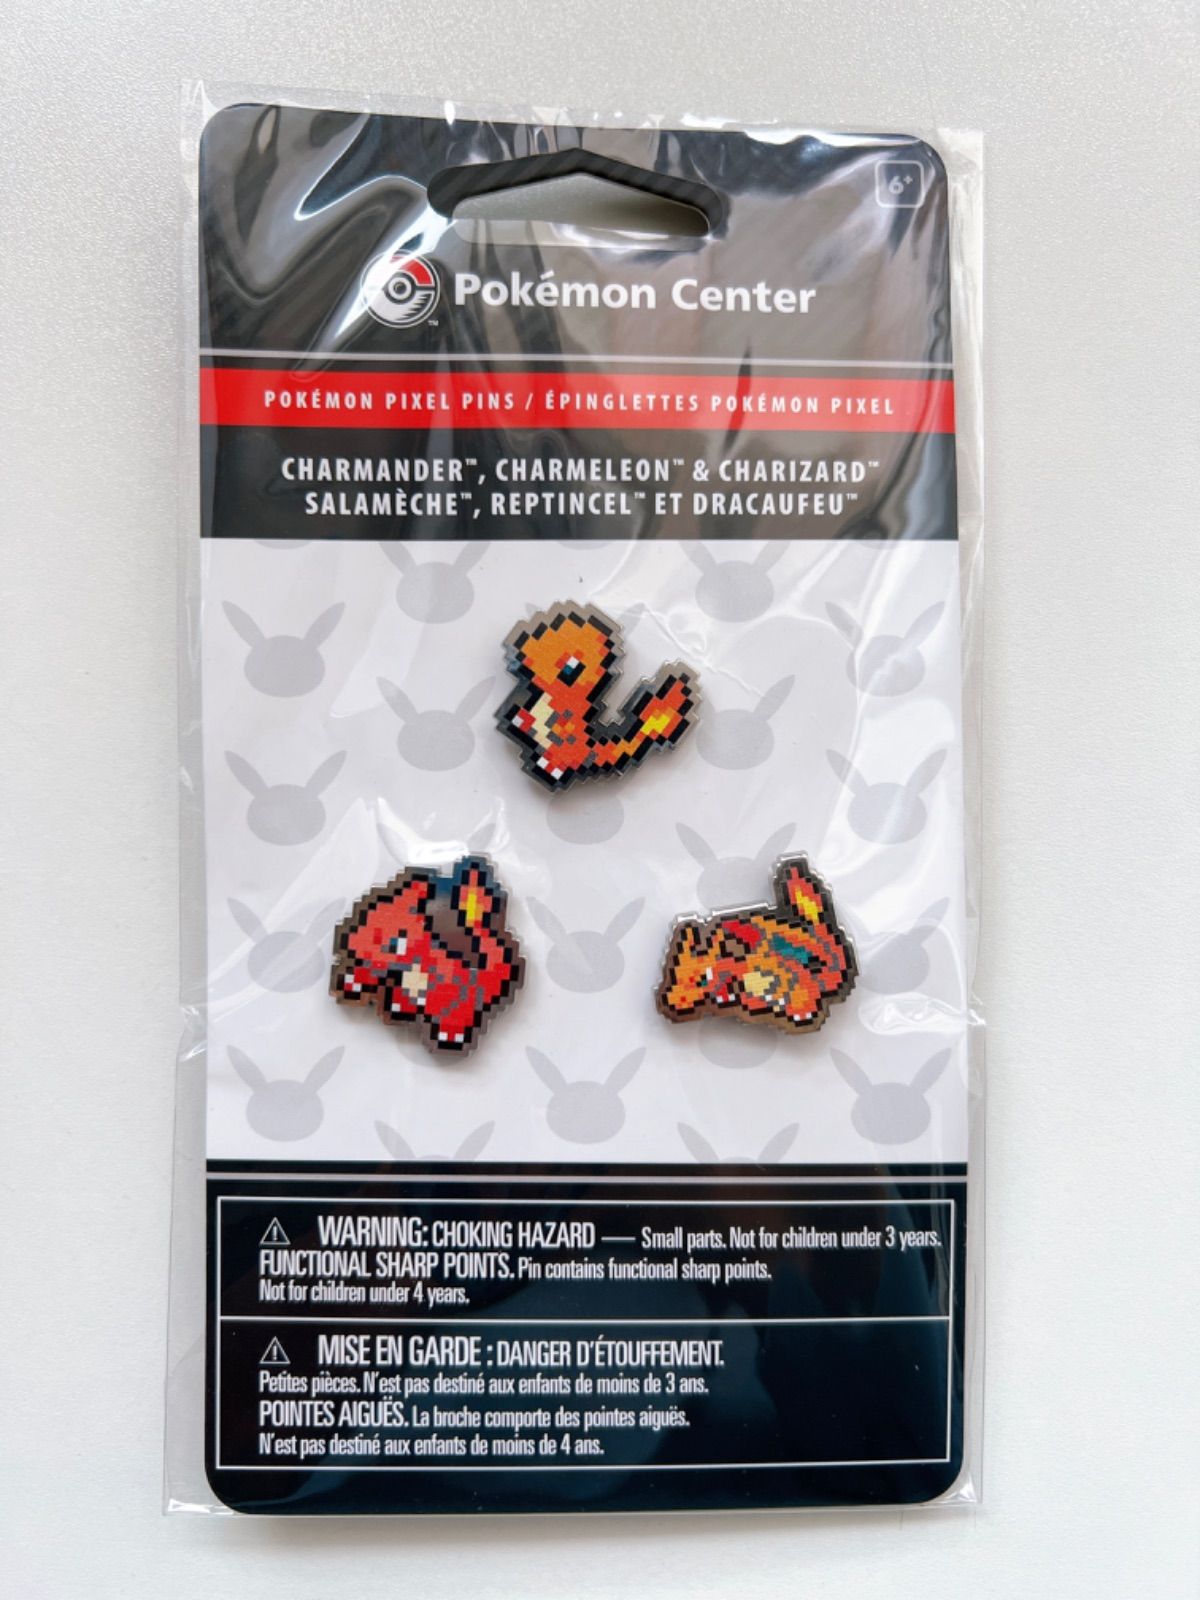 6+
Pokémon Center
TM
POKÉMON PIXEL PINS / ÉPINGLETTES POKÉMON PIXEL
CHARMANDER™, CHARMELEON™ & CHARIZARD™
SALAMÈCHE™, REPTINCEL™ ET DRACAUFEU™
⚠ WARNING: CHOKING HAZARD — Small parts. Not for children under 3 years.
FUNCTIONAL SHARP POINTS. Pin contains functional sharp points.
Not for children under 4 years.
⚠ MISE EN GARDE : DANGER D'ÉTOUFFEMENT.
Petites pièces. N'est pas destiné aux enfants de moins de 3 ans.
POINTES AIGUËS. La broche comporte des pointes aiguës.
N'est pas destiné aux enfants de moins de 4 ans.